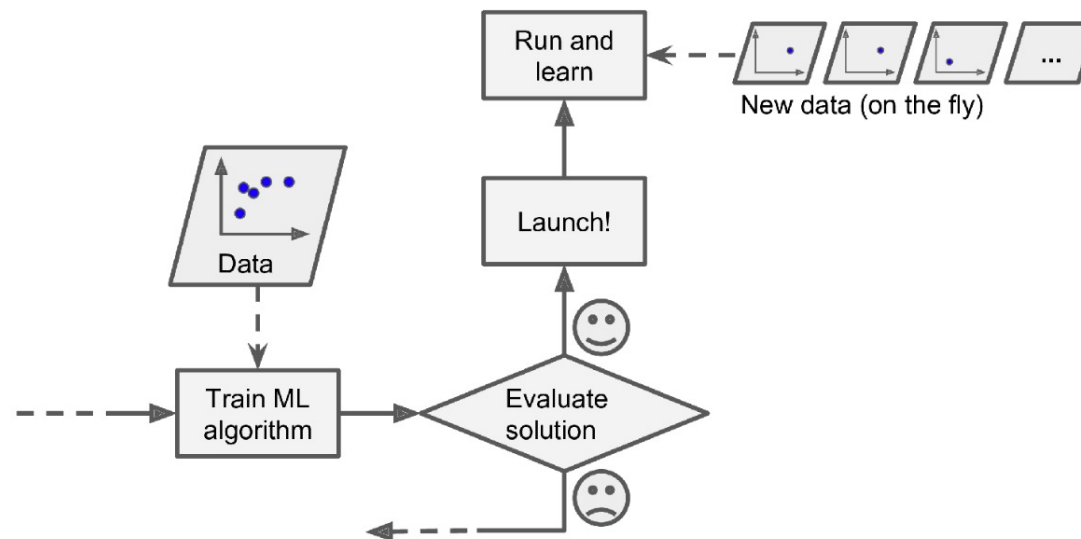 Run and
learn
...
New data (on the fly)
Launch!
Data
Train ML
algorithm
Evaluate
solution